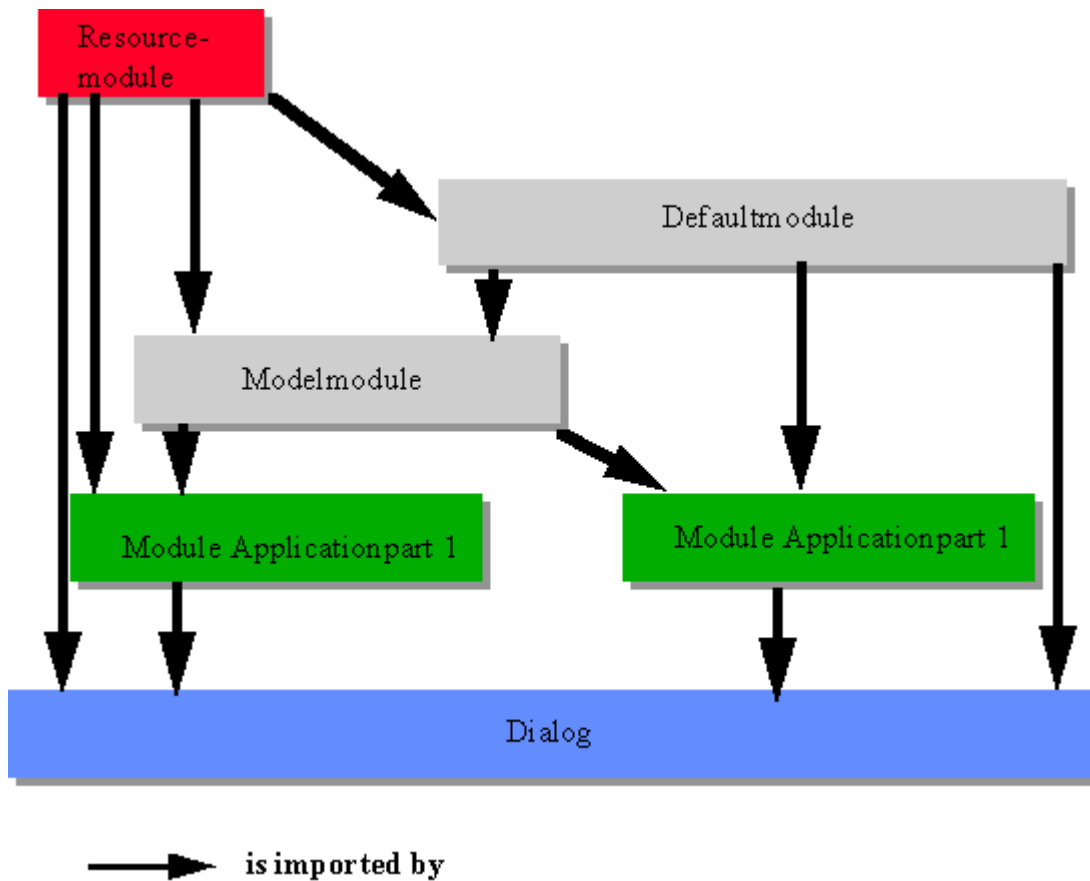 Resource-
module
Defaultmodule
Modelmodule
Module Applicationpart 1
Module Applicationpart 1
Dialog
is imported by